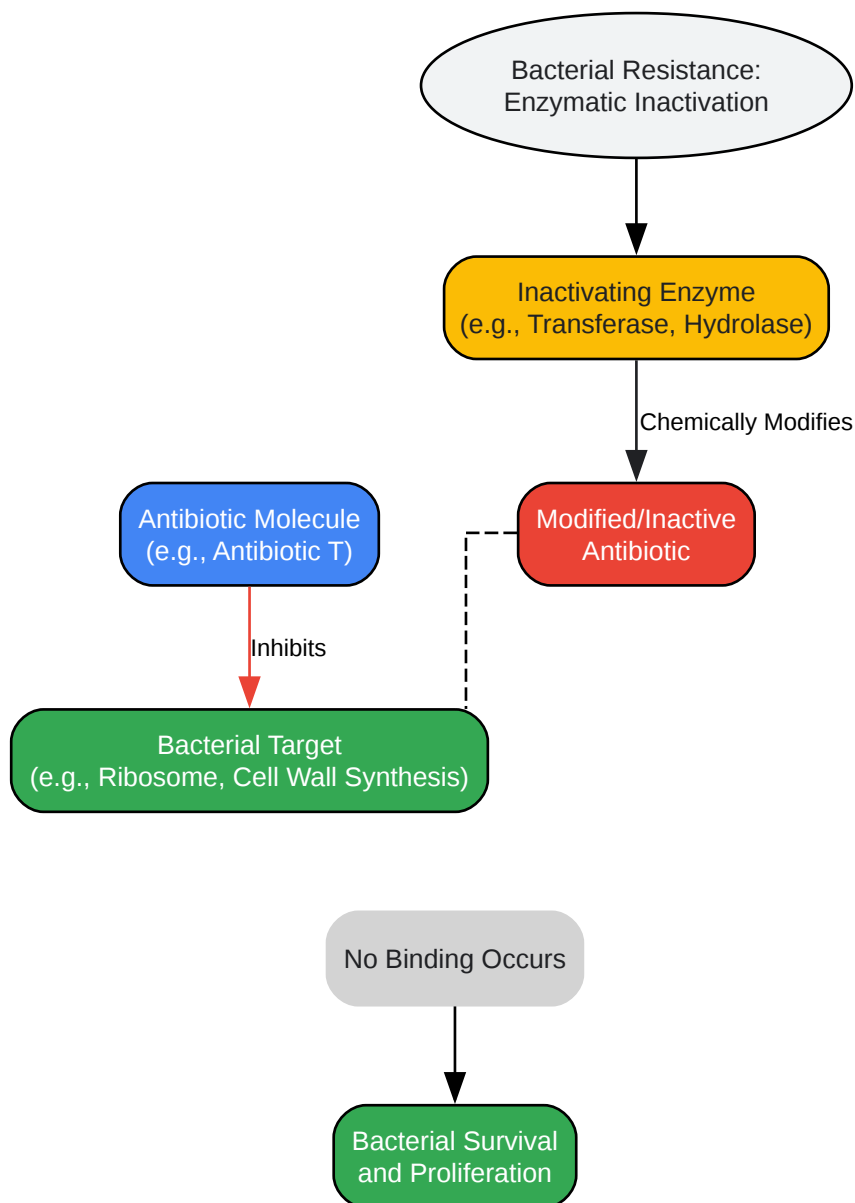 Bacterial Resistance:
Enzymatic Inactivation
Inactivating Enzyme
(e.g., Transferase, Hydrolase)
Chemically Modifies
Antibiotic Molecule
(e.g., Antibiotic T)
Modified/Inactive
Antibiotic
Inhibits
Bacterial Target
(e.g., Ribosome, Cell Wall Synthesis)
No Binding Occurs
Bacterial Survival
and Proliferation